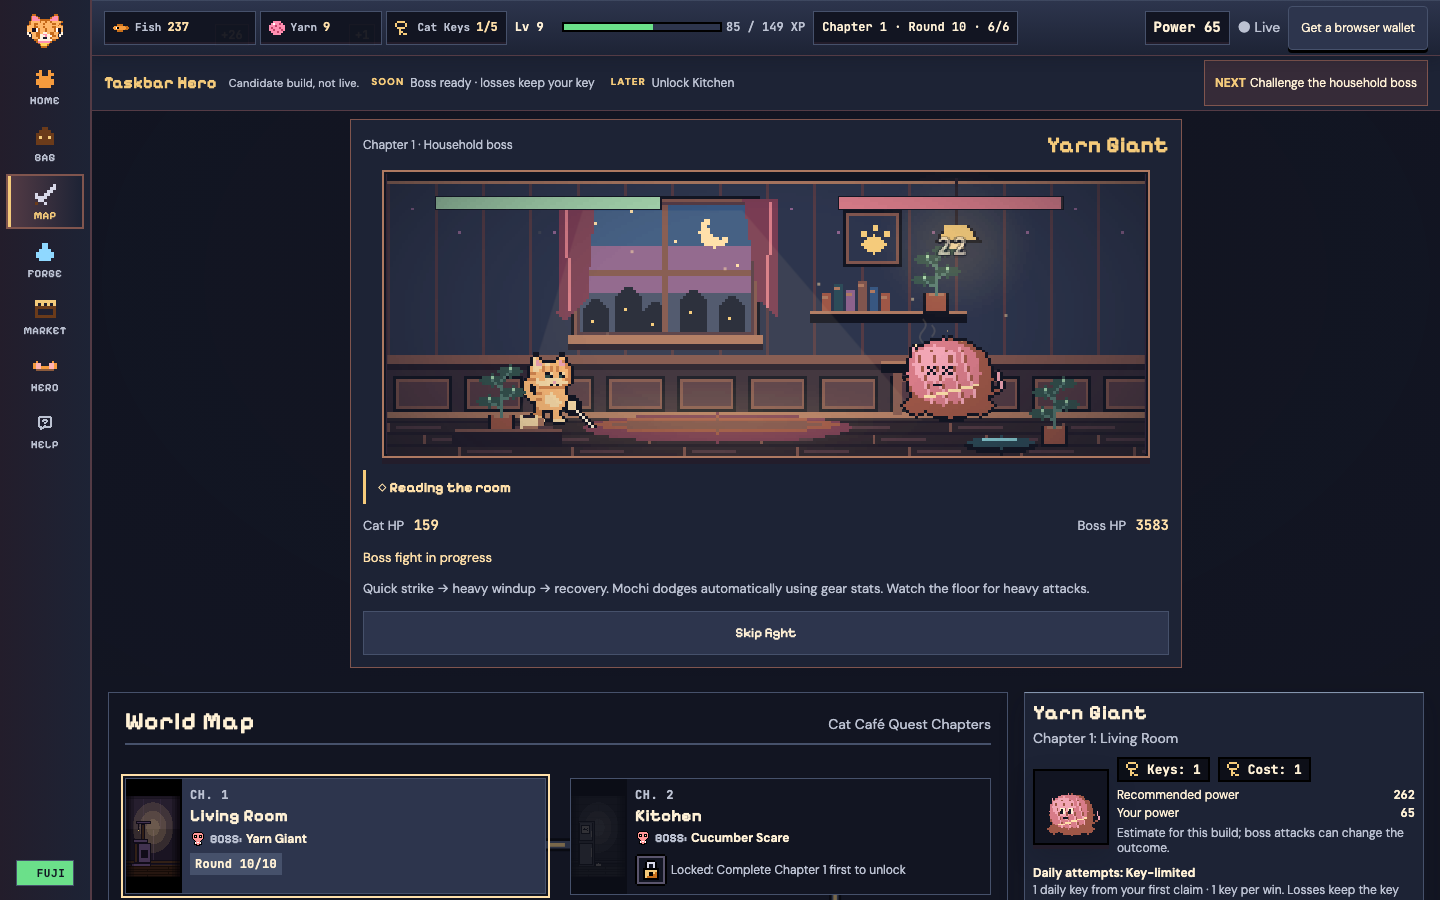 Fish 237
Yarn 9
Cat Keys 1/5
Lv 9
85 / 149 XP
Chapter 1 · Round 10 · 6/6
Power 65
Live
Get a browser wallet
HOME
BAG
MAP
FORGE
MARKET
HERO
HELP
FUJI
Taskbar Hero
Candidate build, not live.
SOON Boss ready · losses keep your key
LATER Unlock Kitchen
NEXT Challenge the household boss
Chapter 1 · Household boss
Yarn Giant
22
◇ Reading the room
Cat HP 159
Boss HP 3583
Boss fight in progress
Quick strike → heavy windup → recovery. Mochi dodges automatically using gear stats. Watch the floor for heavy attacks.
Skip fight
World Map
Cat Café Quest Chapters
CH. 1
Living Room
BOSS: Yarn Giant
Round 10/10
CH. 2
Kitchen
BOSS: Cucumber Scare
Locked: Complete Chapter 1 first to unlock
Yarn Giant
Chapter 1: Living Room
Keys: 1
Cost: 1
Recommended power 262
Your power 65
Estimate for this build; boss attacks can change the
outcome.
Daily attempts: Key-limited
1 daily key from your first claim · 1 key per win. Losses keep the key